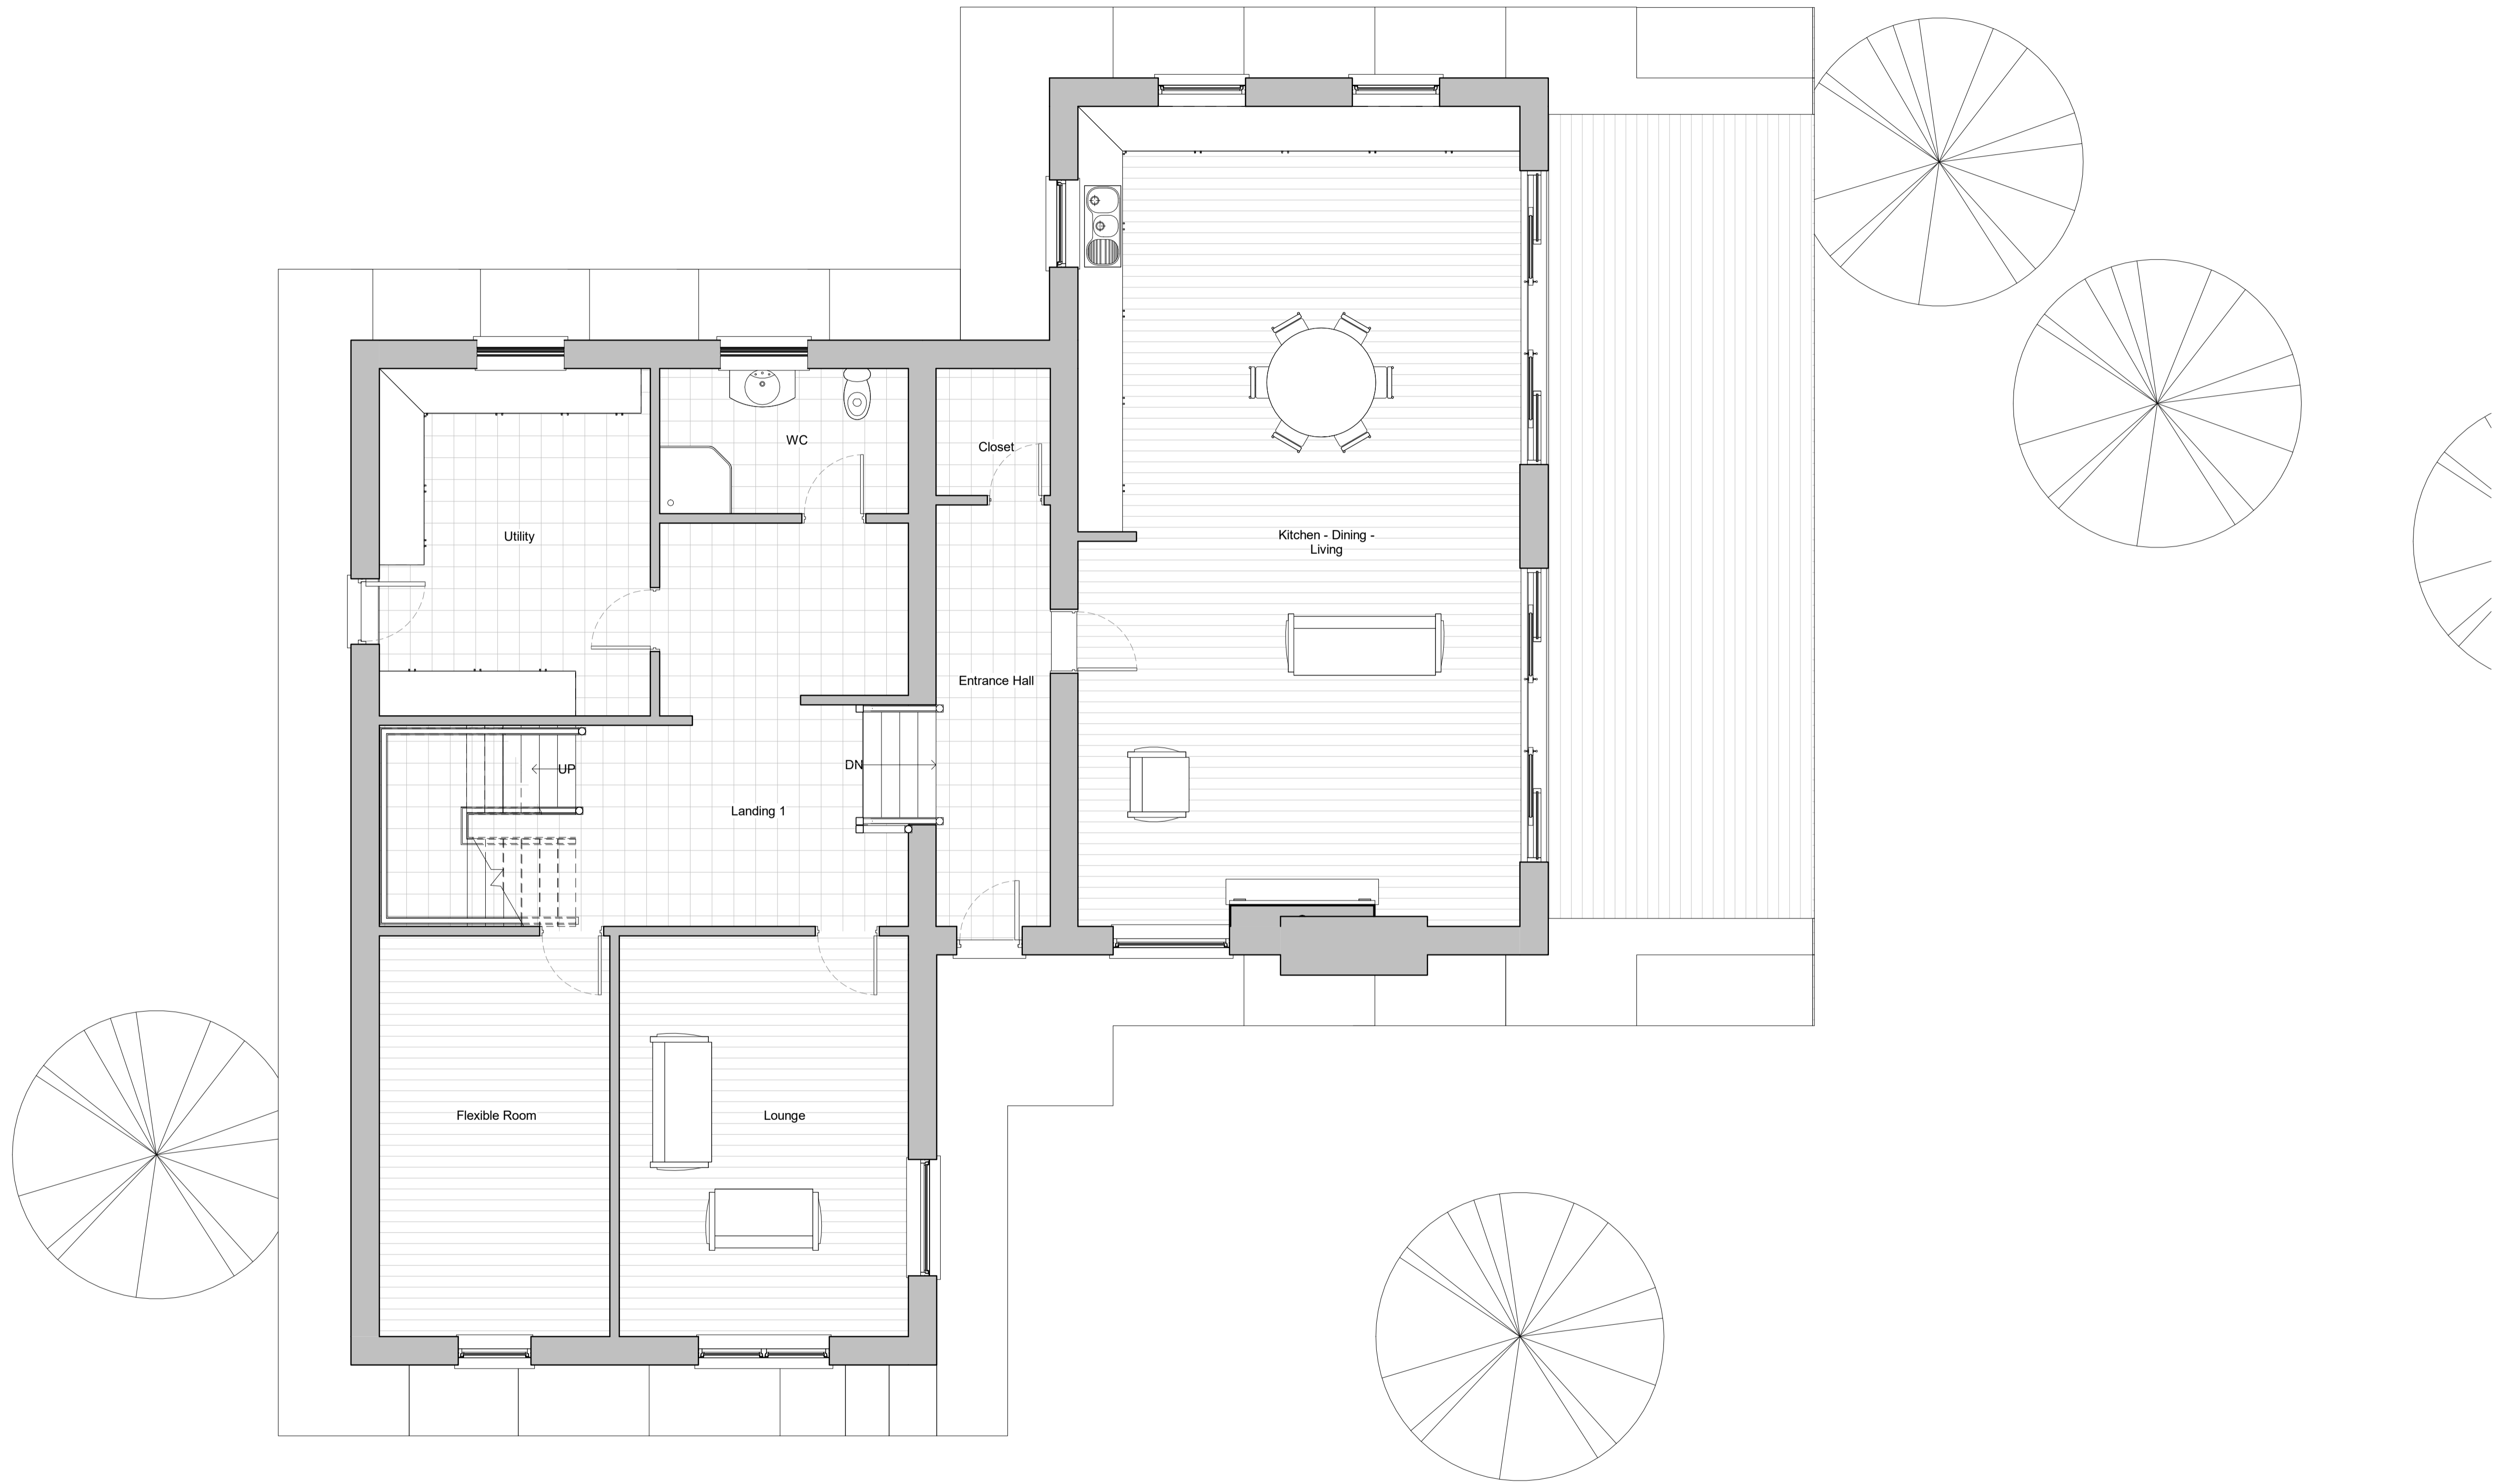 WC
Closet
Utility
Kitchen - Dining -
Living
Entrance Hall
DN
UP
Landing 1
Flexible Room
Lounge